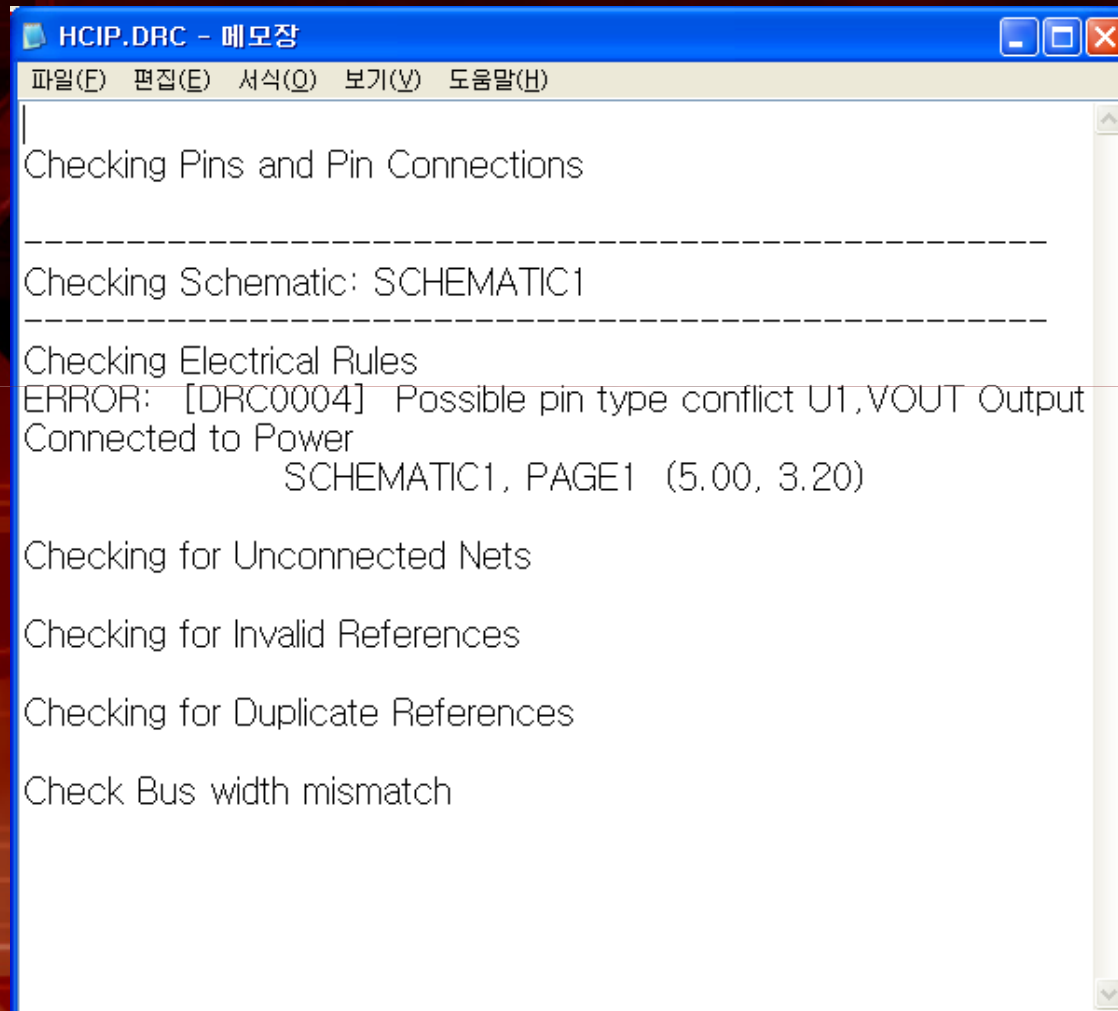 HCIP.DRC - 메모장
파일(F) 편집(E) 서식(O) 보기(V) 도움말(H)
Checking Pins and Pin Connections
--------------------------------------------------
Checking Schematic: SCHEMATIC1
--------------------------------------------------
Checking Electrical Rules
ERROR: [DRC0004] Possible pin type conflict U1,VOUT Output
Connected to Power
SCHEMATIC1, PAGE1 (5.00, 3.20)
Checking for Unconnected Nets
Checking for Invalid References
Checking for Duplicate References
Check Bus width mismatch